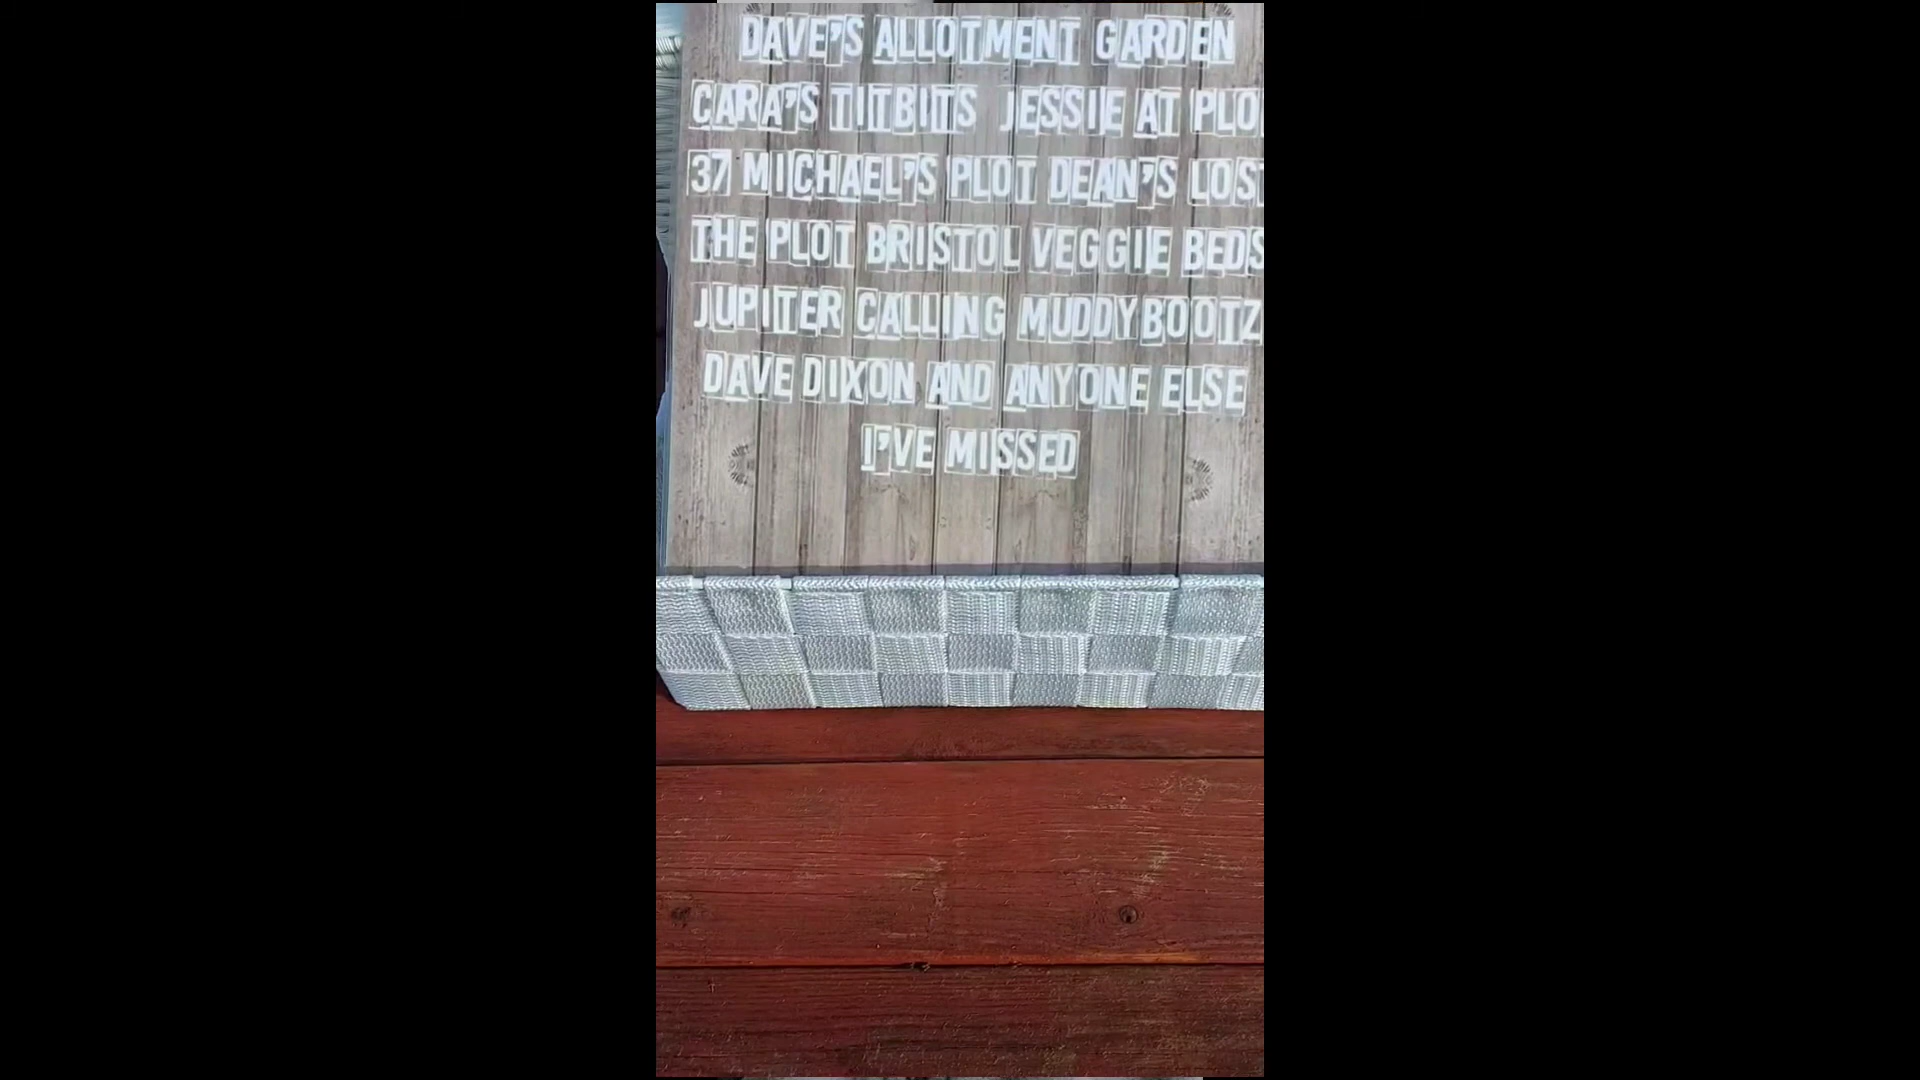 DAVE'S ALLOTMENT GARDEN
CARA'S TITBITS JESSIE AT PLO
37 MICHAEL'S PLOT DEAN'S LOST
THE PLOT BRISTOL VEGGIE BEDS
JUPITER CALLING MUDDYBOOTZ
DAVE DIXON AND ANYONE ELSE
I'VE MISSED